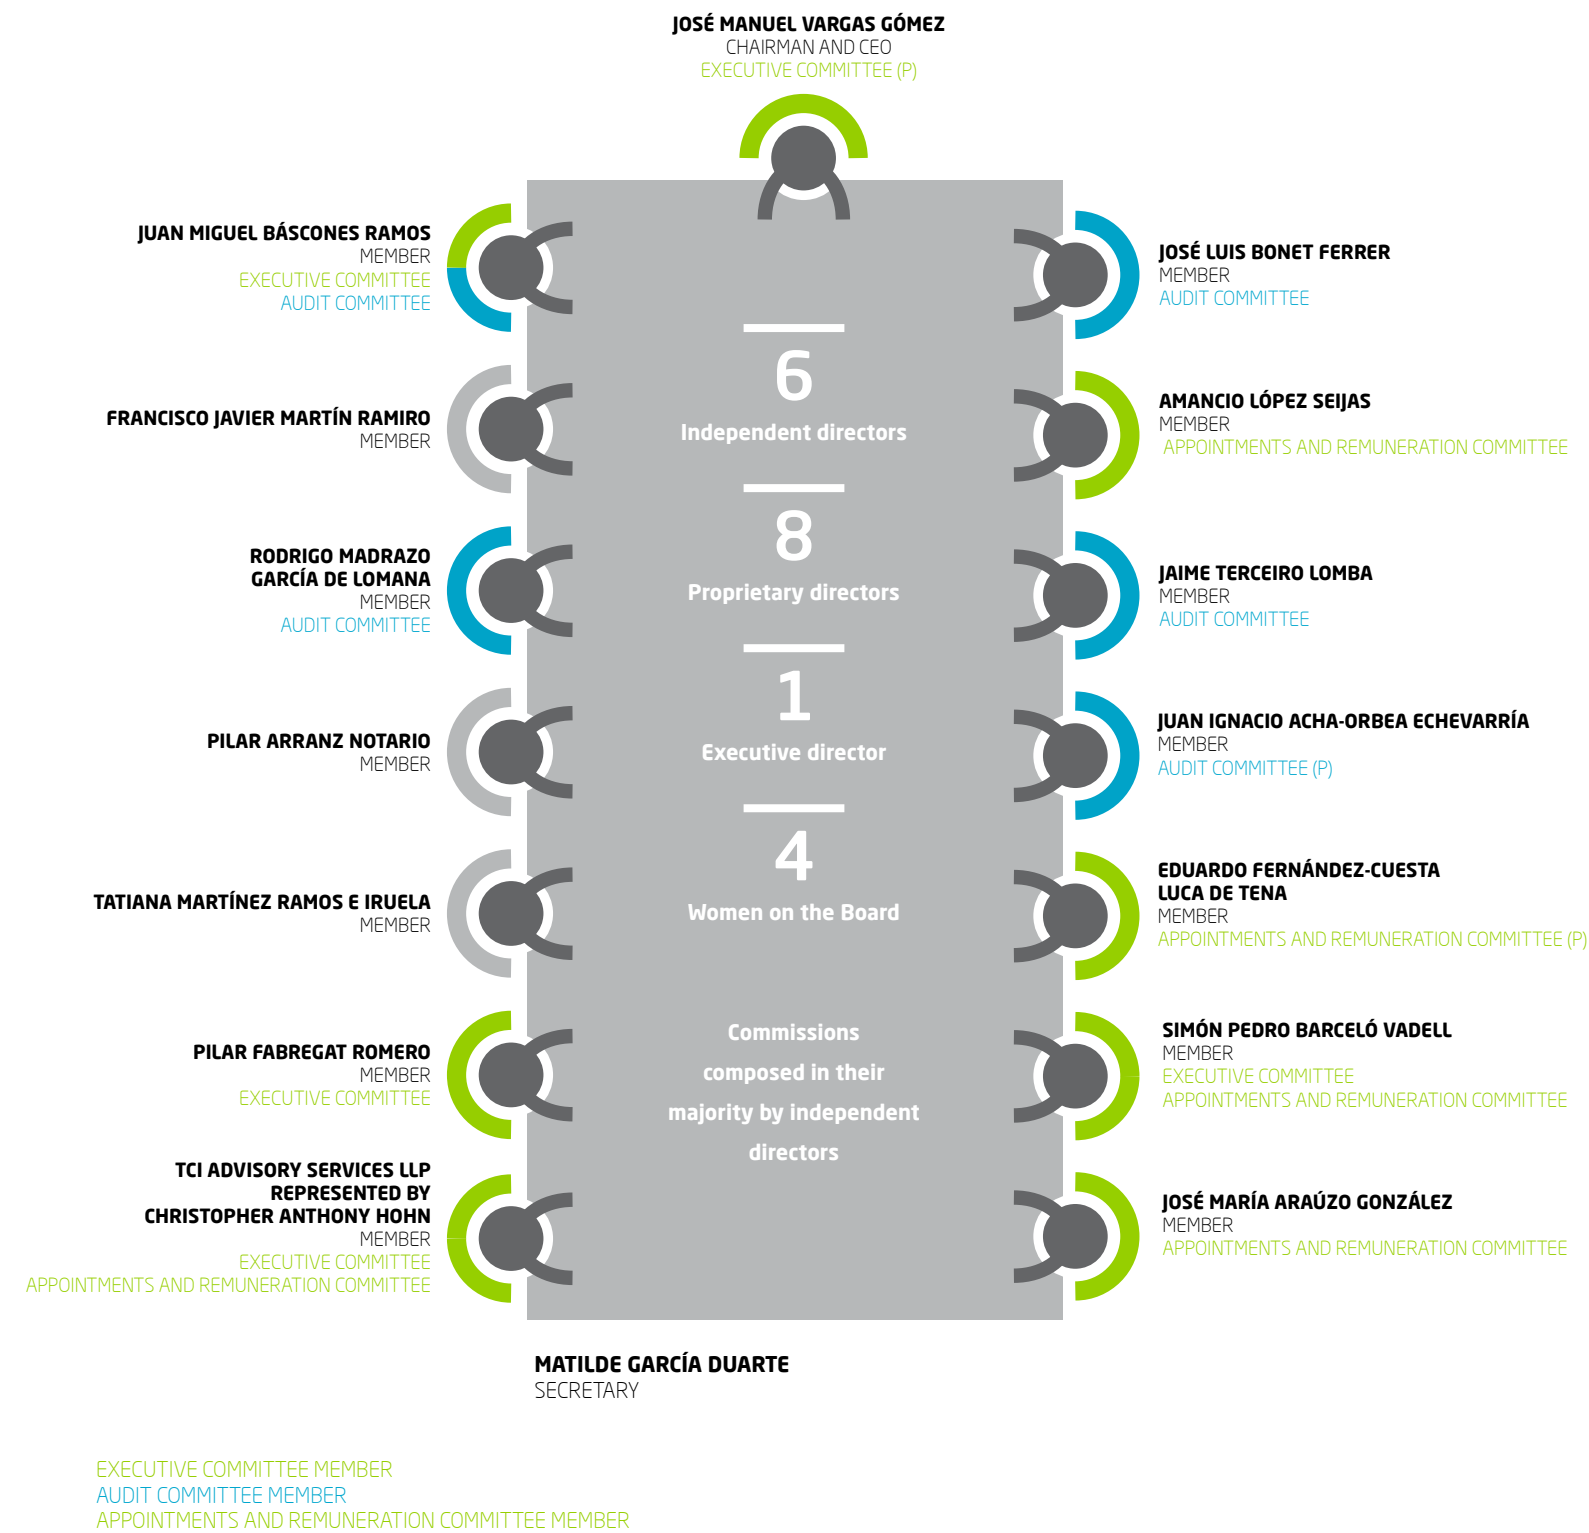 JOSÉ MANUEL VARGAS GÓMEZ
CHAIRMAN AND CEO
EXECUTIVE COMMITTEE (P)
JUAN MIGUEL BÁSCONES RAMOS
MEMBER
EXECUTIVE COMMITTEE
AUDIT COMMITTEE
FRANCISCO JAVIER MARTÍN RAMIRO
MEMBER
RODRIGO MADRAZO
GARCÍA DE LOMANA
MEMBER
AUDIT COMMITTEE
PILAR ARRANZ NOTARIO
MEMBER
TATIANA MARTÍNEZ RAMOS E IRUELA
MEMBER
PILAR FABREGAT ROMERO
MEMBER
EXECUTIVE COMMITTEE
TCI ADVISORY SERVICES LLP
REPRESENTED BY
CHRISTOPHER ANTHONY HOHN
MEMBER
EXECUTIVE COMMITTEE
APPOINTMENTS AND REMUNERATION COMMITTEE
6
Independent directors
8
Proprietary directors
1
Executive director
4
Women on the Board
Commissions
composed in their
majority by independent
directors
JOSÉ LUIS BONET FERRER
MEMBER
AUDIT COMMITTEE
AMANCIO LÓPEZ SEIJAS
MEMBER
APPOINTMENTS AND REMUNERATION COMMITTEE
JAIME TERCEIRO LOMBA
MEMBER
AUDIT COMMITTEE
JUAN IGNACIO ACHA-ORBEA ECHEVARRÍA
MEMBER
AUDIT COMMITTEE (P)
EDUARDO FERNÁNDEZ-CUESTA
LUCA DE TENA
MEMBER
APPOINTMENTS AND REMUNERATION COMMITTEE (P)
SIMÓN PEDRO BARCELÓ VADELL
MEMBER
EXECUTIVE COMMITTEE
APPOINTMENTS AND REMUNERATION COMMITTEE
JOSÉ MARÍA ARAÚZO GONZÁLEZ
MEMBER
APPOINTMENTS AND REMUNERATION COMMITTEE
MATILDE GARCÍA DUARTE
SECRETARY
EXECUTIVE COMMITTEE MEMBER
AUDIT COMMITTEE MEMBER
APPOINTMENTS AND REMUNERATION COMMITTEE MEMBER